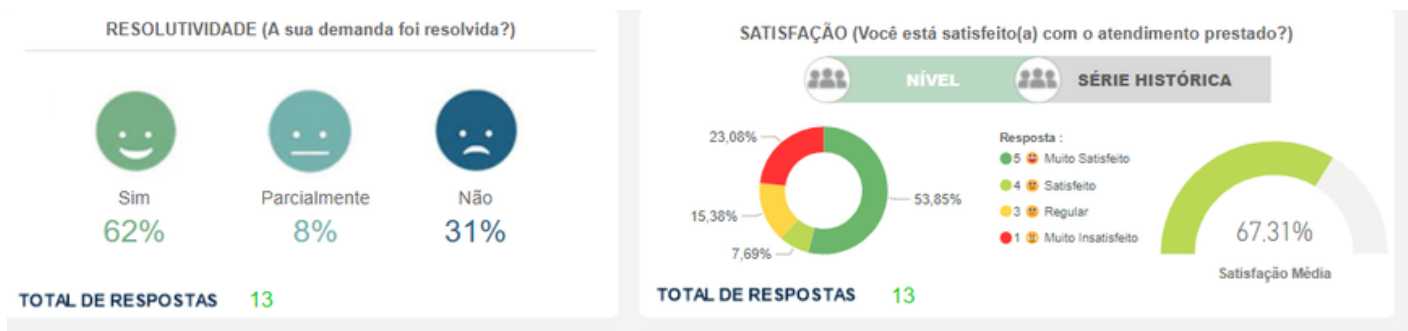 RESOLUTIVIDADE (A sua demanda foi resolvida?)
Sim
Parcialmente
Não
62%
8%
31%
TOTAL DE RESPOSTAS 13
SATISFAÇÃO (Você está satisfeito(a) com o atendimento prestado?)
NÍVEL
SÉRIE HISTÓRICA
23,08%
15,38%
7,69%
53,85%
Resposta :
5 Muito Satisfeito
4 Satisfeito
3 Regular
1 Muito Insatisfeito
67,31%
Satisfação Média
TOTAL DE RESPOSTAS 13